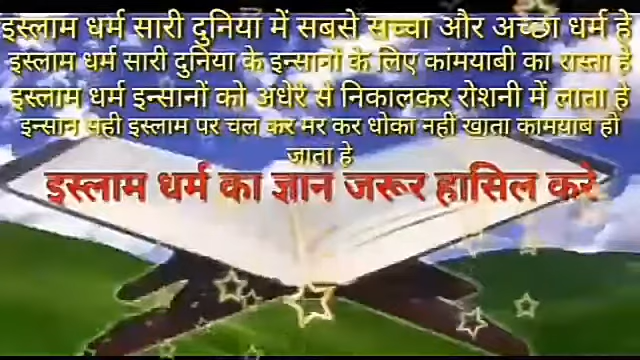 इस्लाम धर्म सारी दुनिया में सबसे सच्चा और अच्छा धर्म हे
इस्लाम धर्म सारी दुनिया के इन्सानों के लिए कांमयाबी का रास्ता हे
इस्लाम धर्म इन्सानों को अंधेरे से निकालकर रोशनी में लाता हे
इन्सान सही इस्लाम पर चल कर मर कर धोका नहीं खाता कामयाब हो
जाता हे
इस्लाम धर्म का ज्ञान जरूर हासिल करे